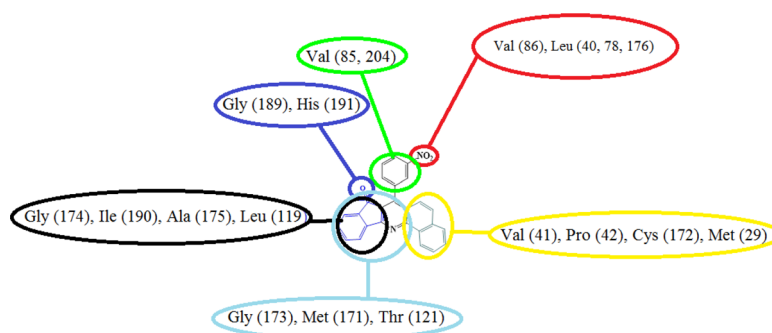 Val (86), Leu (40, 78, 176)
Val (85, 204)
Gly (189), His (191)
NO2
O
Gly (174), Ile (190), Ala (175), Leu (119)
N
Val (41), Pro (42), Cys (172), Met (29)
Gly (173), Met (171), Thr (121)